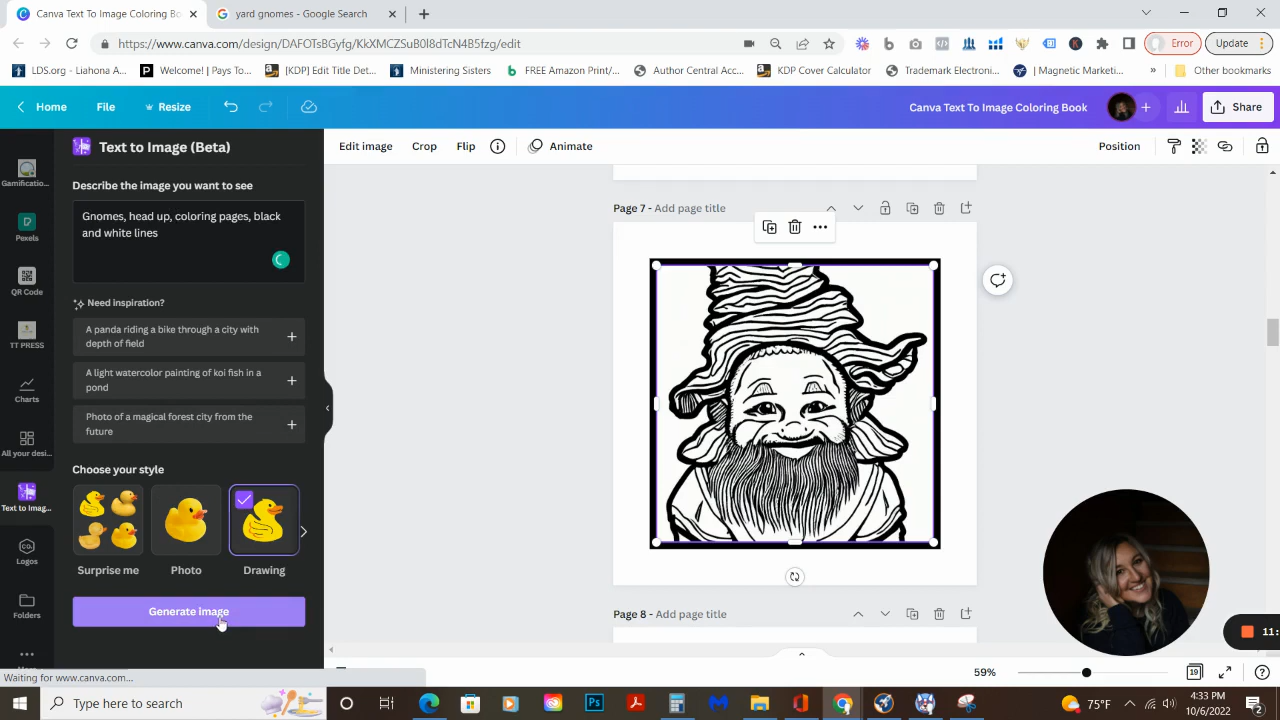 Canva Text To Image Coloring Bo
yard gnomes - Google Search
https://www.canva.com/design/DAFOTsBGyfg/KkXMCZSuB0I8dTcN4B5fzg/edit
Error
Update
LDS.org - Liahona A...
Welcome! | Pays To...
[KDP] Edit Title Det...
Ministering Sisters
FREE Amazon Print/...
Author Central Acc...
KDP Cover Calculator
Trademark Electroni...
| Magnetic Marketi...
»
Other bookmarks
Home
File
Resize
Canva Text To Image Coloring Book
Share
Text to Image (Beta)
Edit image
Crop
Flip
Animate
Position
Gamificatio...
Pexels
QR Code
TT PRESS
Charts
All your desi...
Text to Imag...
Logos
Folders
More
Describe the image you want to see
Gnomes, head up, coloring pages, black
and white lines
Need inspiration?
A panda riding a bike through a city with
depth of field
A light watercolor painting of koi fish in a
pond
Photo of a magical forest city from the
future
Choose your style
Surprise me
Photo
Drawing
Generate image
Page 7 - Add page title
Page 8 - Add page title
11:
Waiting for www.canva.com...
59%
19
Type here to search
75°F
4:33 PM
10/6/2022
2